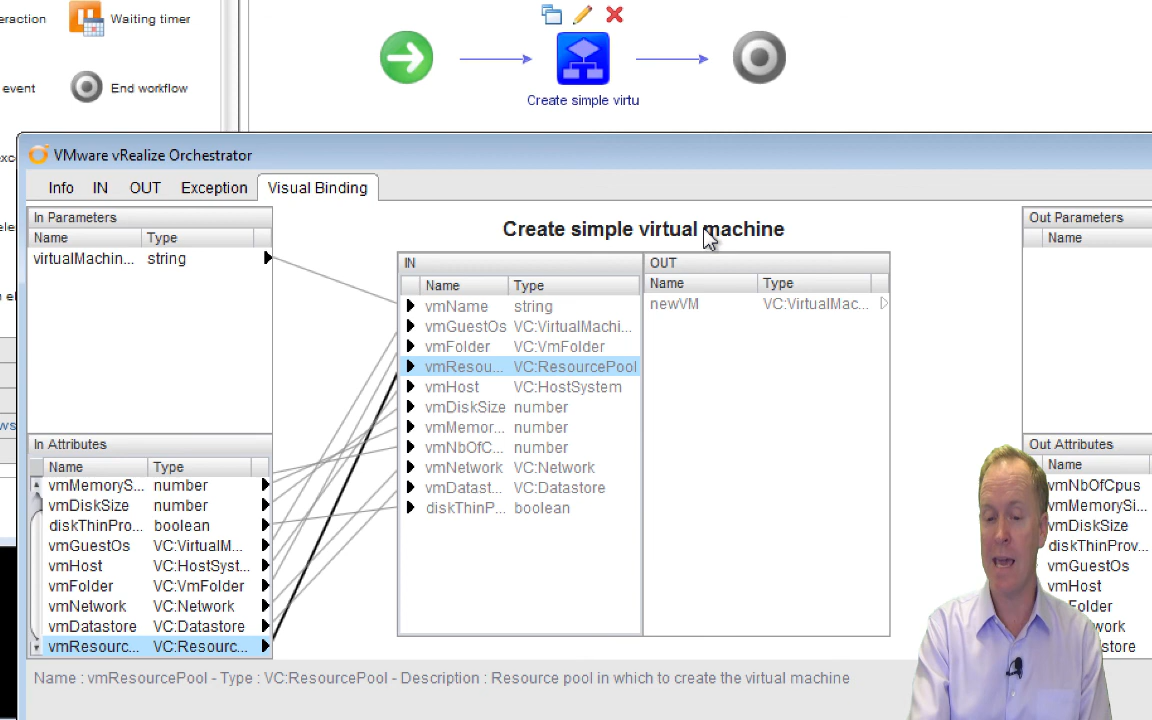 eraction
Waiting timer
event
End workflow
Create simple virtu
VMware vRealize Orchestrator
Info IN OUT Exception Visual Binding
In Parameters
Name Type
virtualMachin... string
Create simple virtual machine
IN
Name Type
vmName string
vmGuestOs VC:VirtualMachi...
vmFolder VC:VmFolder
vmResou... VC:ResourcePool
vmHost VC:HostSystem
vmDiskSize number
vmMemor... number
vmNbOfC... number
vmNetwork VC:Network
vmDatast... VC:Datastore
diskThinP... boolean
OUT
Name Type
newVM VC:VirtualMac...
Out Parameters
Name
In Attributes
Name Type
vmMemoryS... number
vmDiskSize number
diskThinPro... boolean
vmGuestOs VC:VirtualM...
vmHost VC:HostSyst...
vmFolder VC:VmFolder
vmNetwork VC:Network
vmDatastore VC:Datastore
vmResourc... VC:Resourc...
Out Attributes
Name
vmNbOfCpus
vmMemorySi...
vmDiskSize
diskThinProv...
vmGuestOs
vmHost
Folder
work
store
Name : vmResourcePool - Type : VC:ResourcePool - Description : Resource pool in which to create the virtual machine